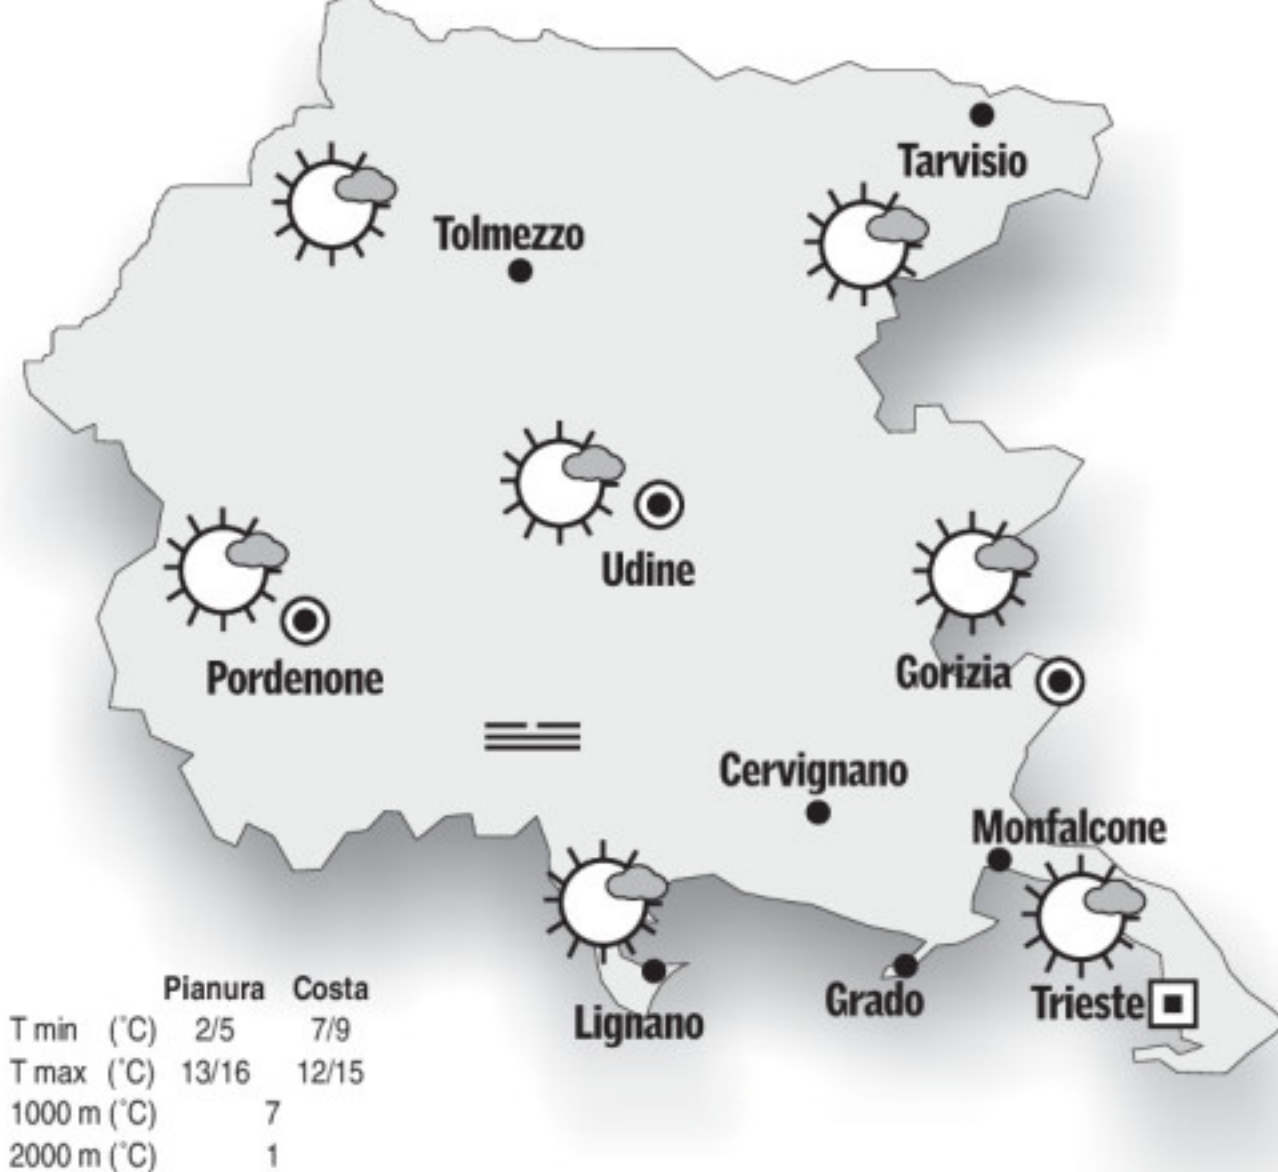 Tarvisio
Tolmezzo
Udine
Pordenone
Gorizia
Cervignano
Monfalcone
Grado
Trieste
Lignano
Pianura Costa
T min (°C) 2/5 7/9
T max (°C) 13/16 12/15
1000 m (°C) 7
2000 m (°C) 1